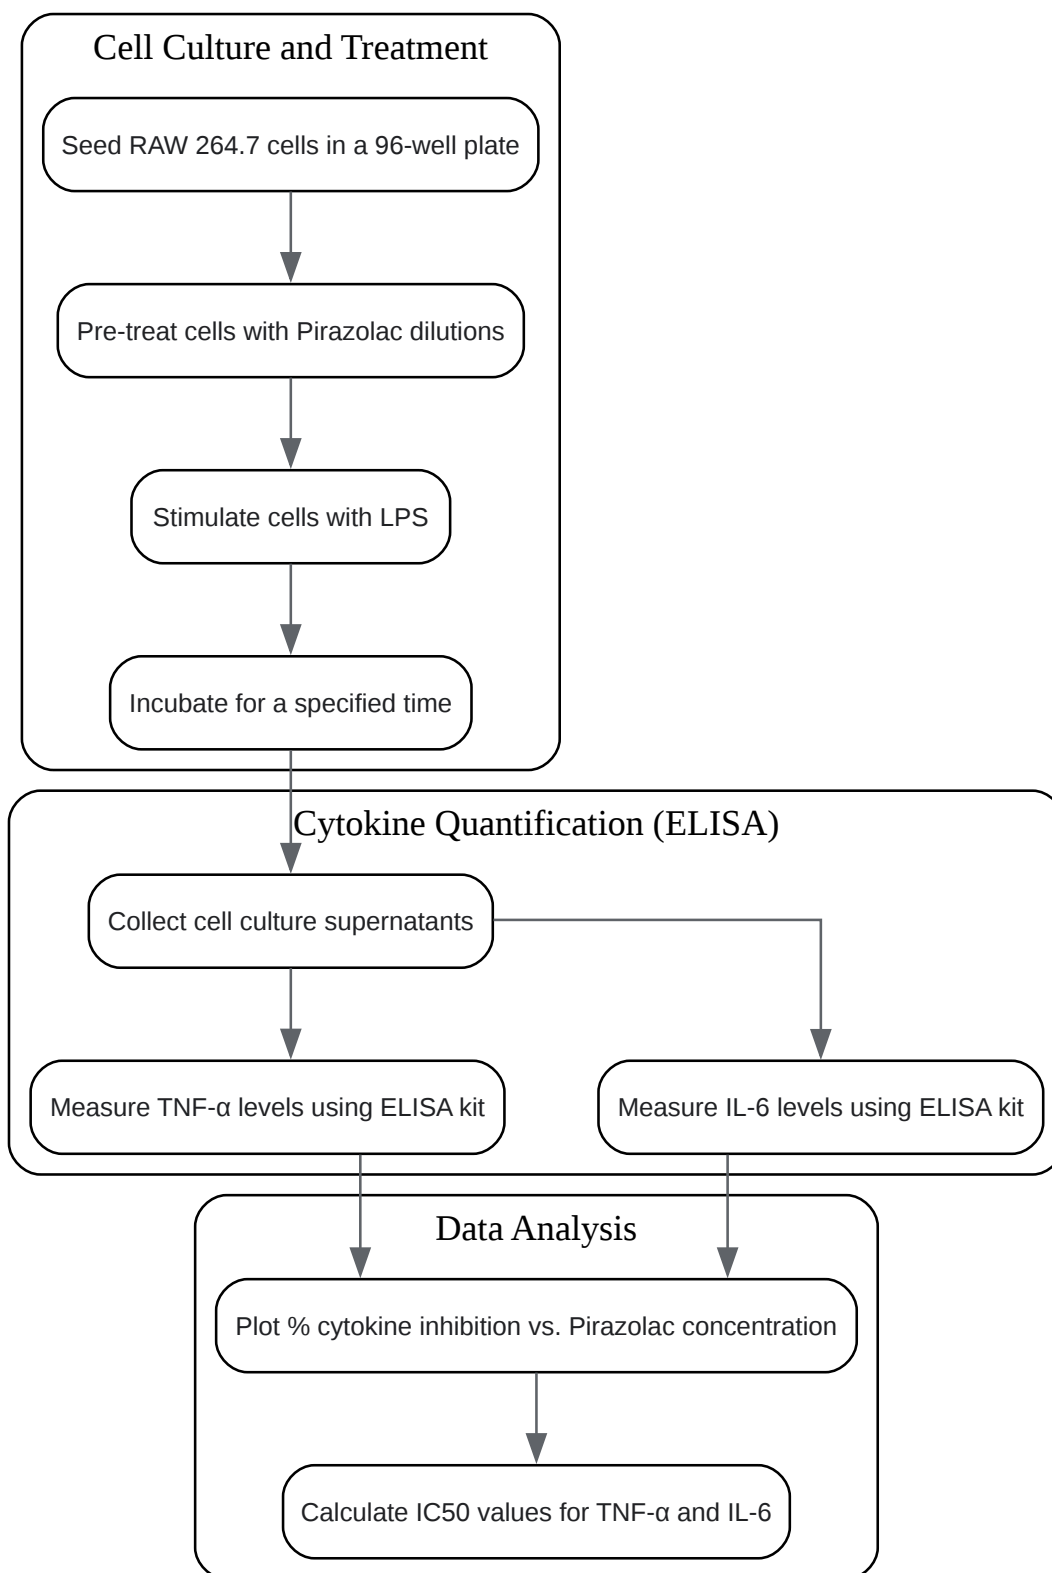 Cell Culture and Treatment
Seed RAW 264.7 cells in a 96-well plate
Pre-treat cells with Pirazolac dilutions
Stimulate cells with LPS
Incubate for a specified time
Cytokine Quantification (ELISA)
Collect cell culture supernatants
Measure TNF-α levels using ELISA kit
Measure IL-6 levels using ELISA kit
Data Analysis
Plot % cytokine inhibition vs. Pirazolac concentration
Calculate IC50 values for TNF-α and IL-6